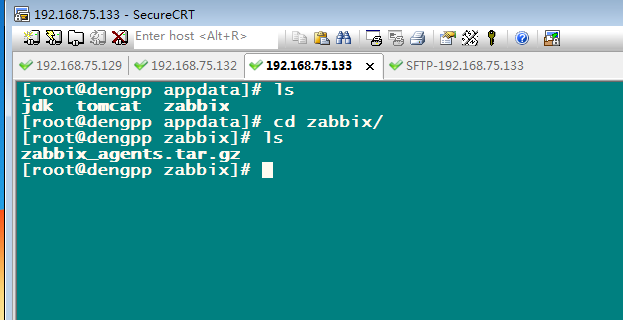 192.168.75.133 - SecureCRT
Enter host <Alt+R>
192.168.75.129 192.168.75.132 192.168.75.133 × SFTP-192.168.75.133
[root@dengpp appdata]# ls
jdk tomcat zabbix
[root@dengpp appdata]# cd zabbix/
[root@dengpp zabbix]# ls
zabbix_agents.tar.gz
[root@dengpp zabbix]#